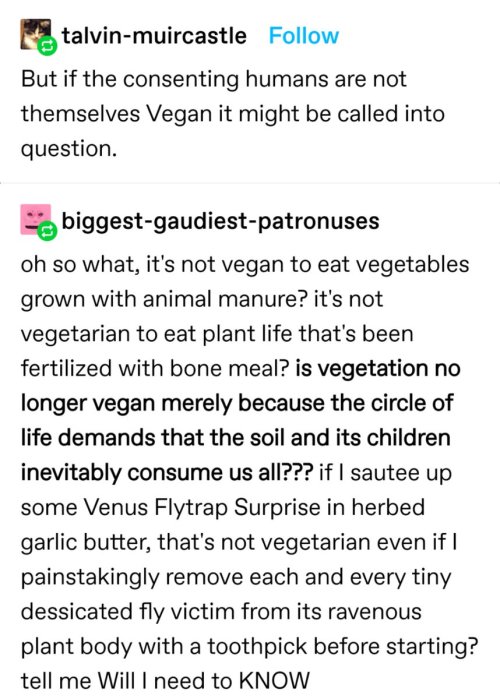 talvin-muircastle Follow
But if the consenting humans are not
themselves Vegan it might be called into
question.
biggest-gaudiest-patronuses
oh so what, it's not vegan to eat vegetables
grown with animal manure? it's not
vegetarian to eat plant life that's been
fertilized with bone meal? is vegetation no
longer vegan merely because the circle of
life demands that the soil and its children
inevitably consume us all??? if I sautee up
some Venus Flytrap Surprise in herbed
garlic butter, that's not vegetarian even if I
painstakingly remove each and every tiny
dessicated fly victim from its ravenous
plant body with a toothpick before starting?
tell me Will I need to KNOW